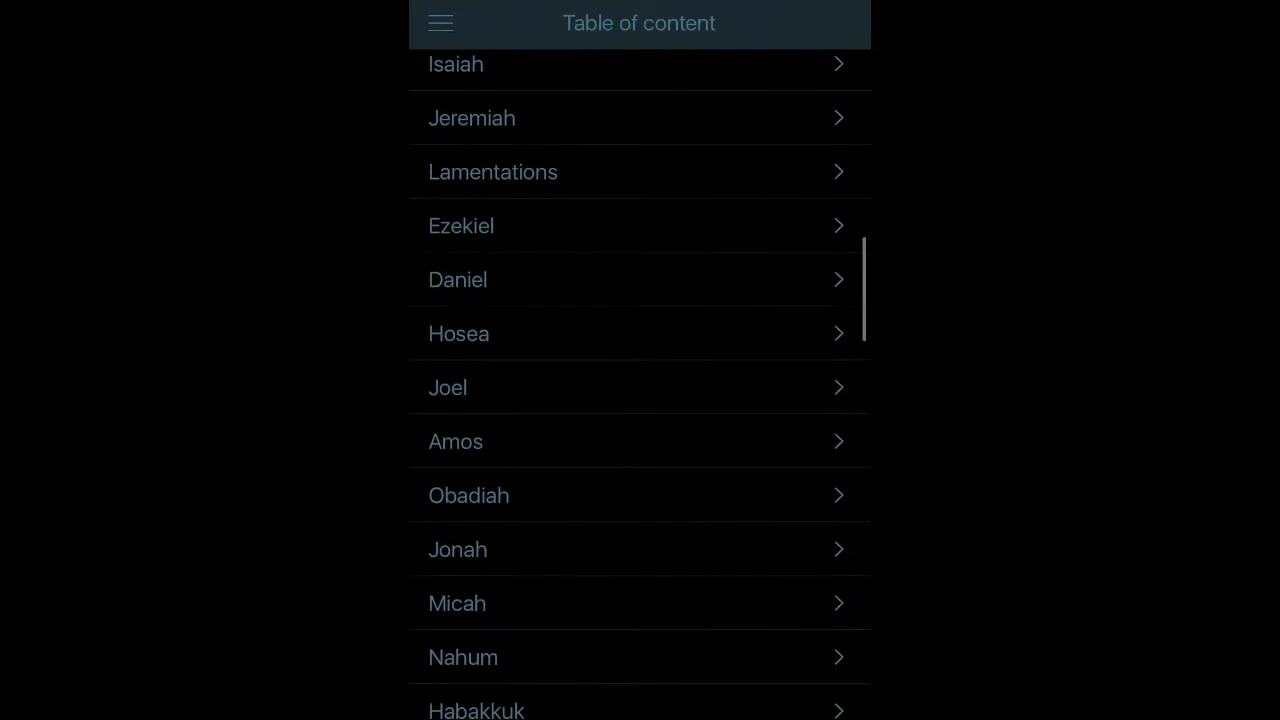 Table of content
Isaiah
Jeremiah
Lamentations
Ezekiel
Daniel
Hosea
Joel
Amos
Obadiah
Jonah
Micah
Nahum
Habakkuk